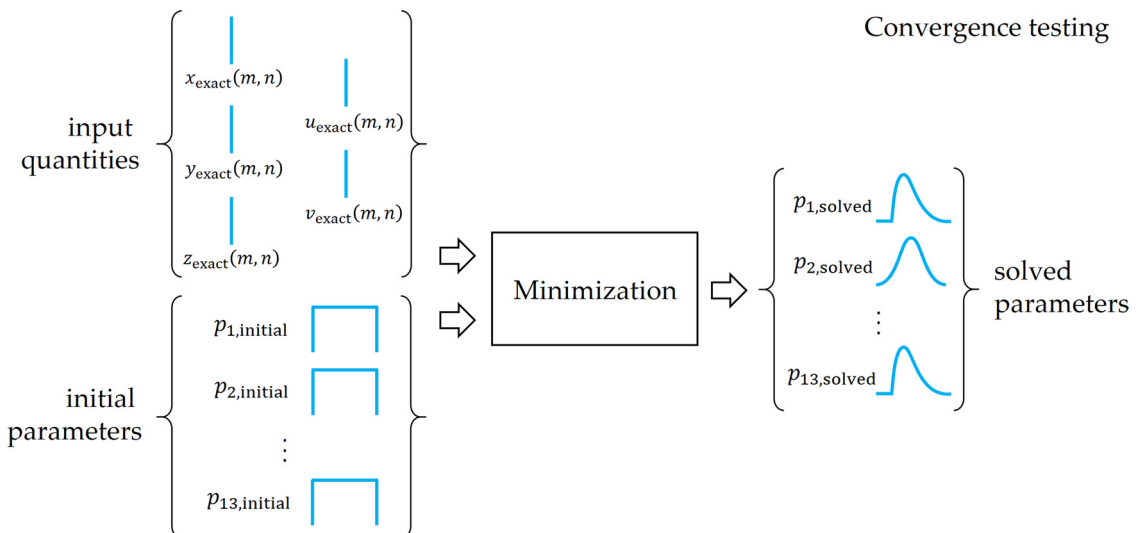 Convergence testing
input
quantities
x_exact(m, n)
y_exact(m, n)
z_exact(m, n)
u_exact(m, n)
v_exact(m, n)
initial
parameters
p_1,initial
p_2,initial
⋮
p_13,initial
Minimization
p_1,solved
p_2,solved
⋮
p_13,solved
solved
parameters